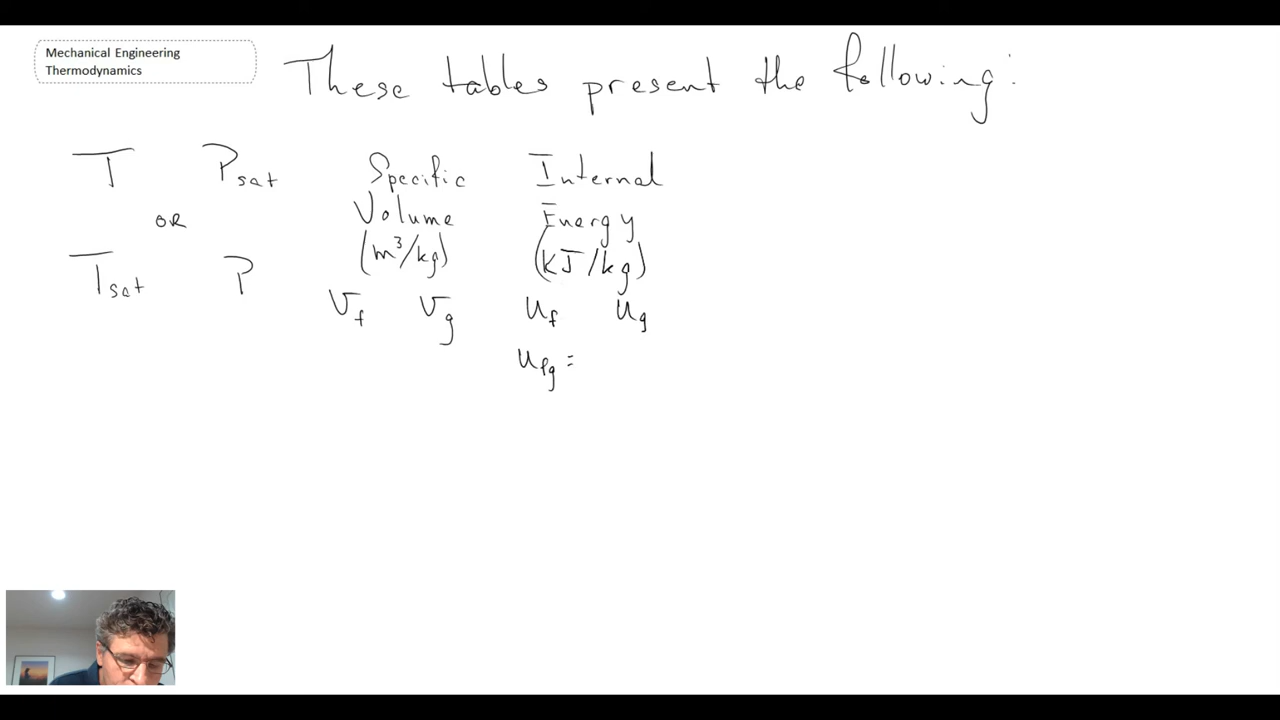 Mechanical Engineering
Thermodynamics
These tables present the following:
T Psat Specific Internal
OR Volume Energy
(m³/kg) (KJ/kg)
Tsat P
vf vg uf ug
ufg =